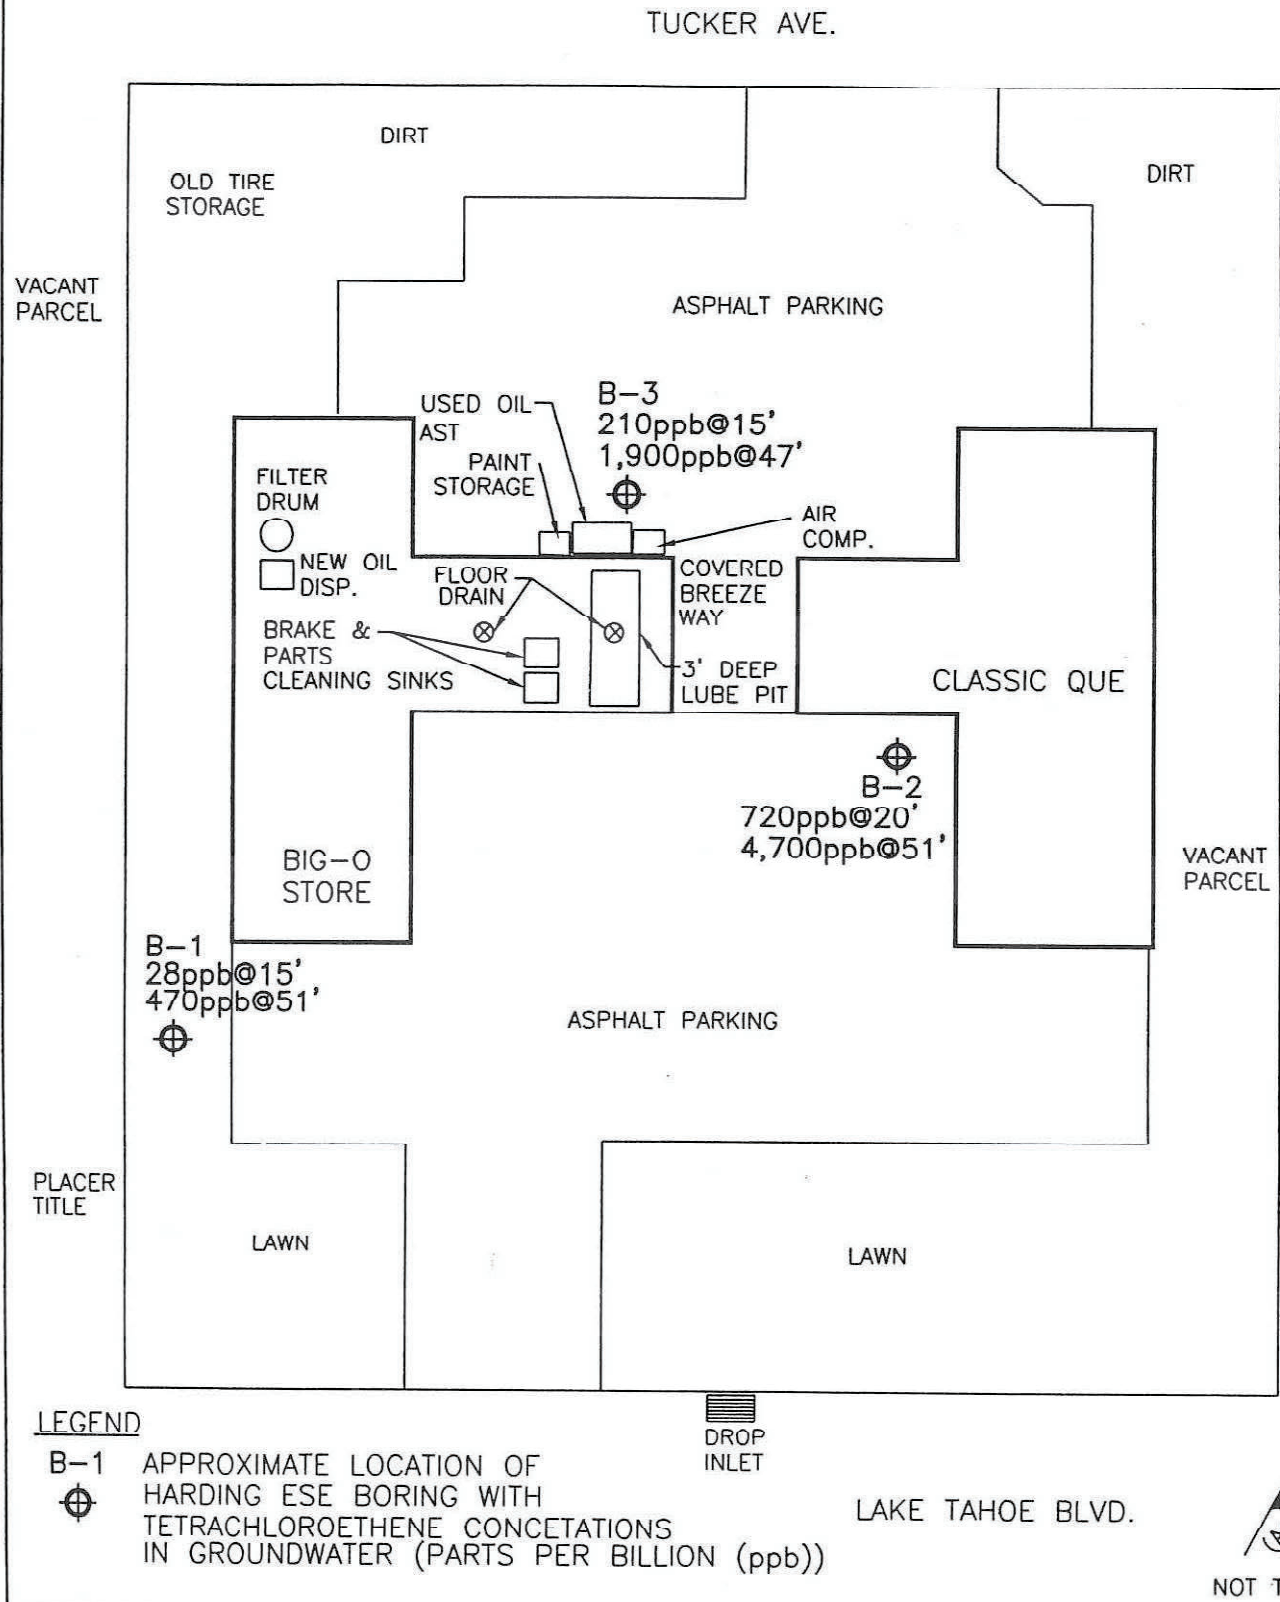 TUCKER AVE.
DIRT
OLD TIRE
STORAGE
DIRT
VACANT
PARCEL
ASPHALT PARKING
USED OIL
AST
B-3
210ppb@15'
1,900ppb@47'
PAINT
STORAGE
FILTER
DRUM
AIR
COMP.
NEW OIL
DISP.
FLOOR
DRAIN
COVERED
BREEZE
WAY
BRAKE &
PARTS
CLEANING SINKS
3' DEEP
LUBE PIT
CLASSIC QUE
B-2
720ppb@20'
4,700ppb@51'
BIG-O
STORE
VACANT
PARCEL
B-1
28ppb@15'
470ppb@51'
ASPHALT PARKING
PLACER
TITLE
LAWN
LAWN
DROP
INLET
LEGEND
B-1
APPROXIMATE LOCATION OF
HARDING ESE BORING WITH
TETRACHLOROETHENE CONCETATIONS
IN GROUNDWATER (PARTS PER BILLION (ppb))
LAKE TAHOE BLVD.
NOT